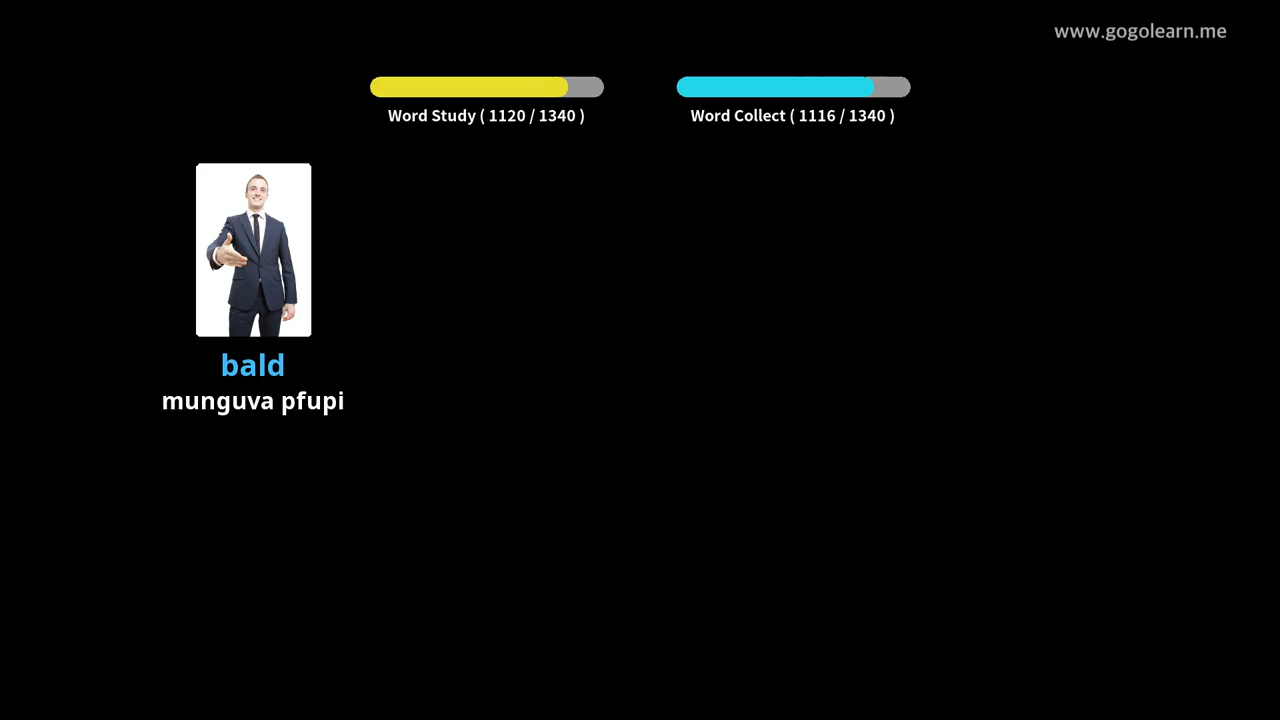 www.gogolearn.me
Word Study ( 1120 / 1340 )
Word Collect ( 1116 / 1340 )
bald
munguva pfupi